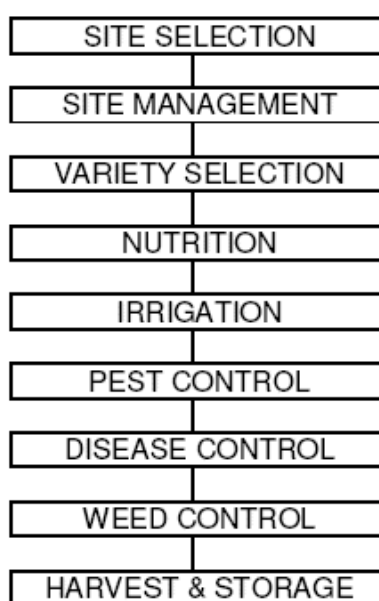 SITE SELECTION
SITE MANAGEMENT
VARIETY SELECTION
NUTRITION
IRRIGATION
PEST CONTROL
DISEASE CONTROL
WEED CONTROL
HARVEST & STORAGE